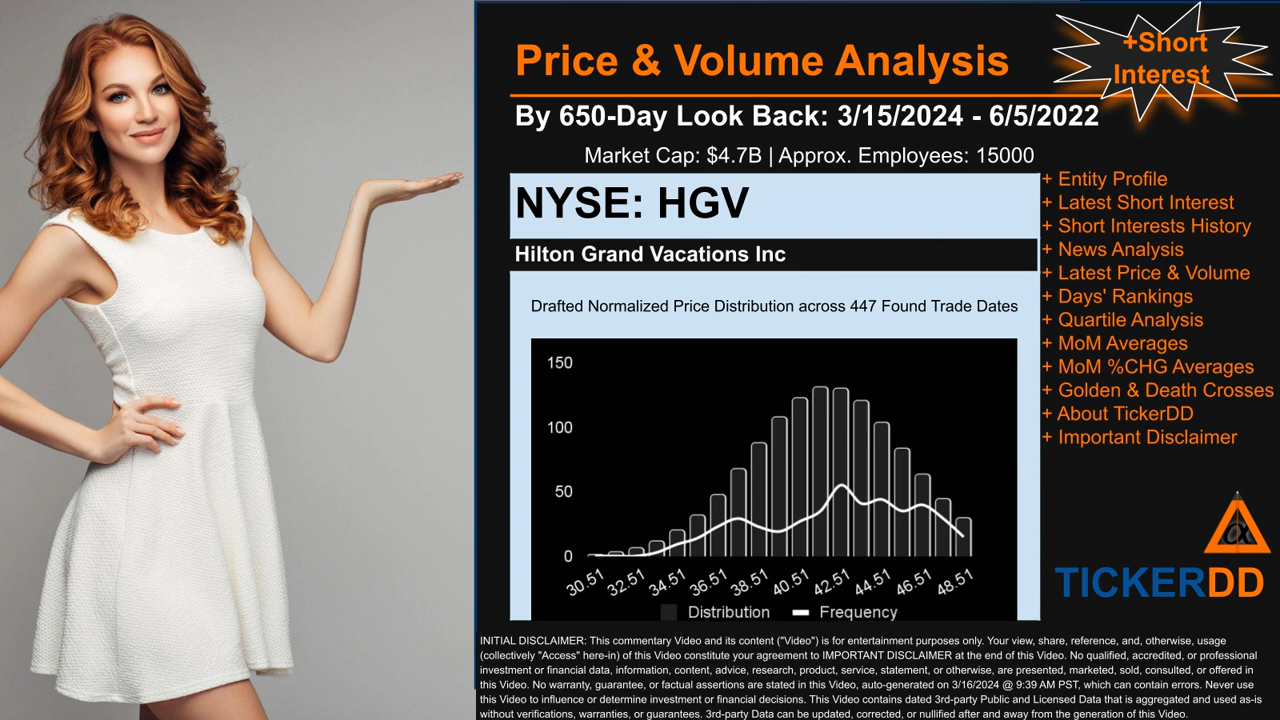 +Short
Interest
Price & Volume Analysis
By 650-Day Look Back: 3/15/2024 - 6/5/2022
Market Cap: $4.7B | Approx. Employees: 15000
NYSE: HGV
Hilton Grand Vacations Inc
Drafted Normalized Price Distribution across 447 Found Trade Dates
150
100
50
0
30.51 32.51 34.51 36.51 38.51 40.51 42.51 44.51 46.51 48.51
Distribution Frequency
+ Entity Profile
+ Latest Short Interest
+ Short Interests History
+ News Analysis
+ Latest Price & Volume
+ Days' Rankings
+ Quartile Analysis
+ MoM Averages
+ MoM %CHG Averages
+ Golden & Death Crosses
+ About TickerDD
+ Important Disclaimer
TICKERDD
INITIAL DISCLAIMER: This commentary Video and its content ("Video") is for entertainment purposes only. Your view, share, reference, and, otherwise, usage
(collectively "Access" here-in) of this Video constitute your agreement to IMPORTANT DISCLAIMER at the end of this Video. No qualified, accredited, or professional
investment or financial data, information, content, advice, research, product, service, statement, or otherwise, are presented, marketed, sold, consulted, or offered in
this Video. No warranty, guarantee, or factual assertions are stated in this Video, auto-generated on 3/16/2024 @ 9:39 AM PST, which can contain errors. Never use
this Video to influence or determine investment or financial decisions. This Video contains dated 3rd-party Public and Licensed Data that is aggregated and used as-is
without verifications, warranties, or guarantees. 3rd-party Data can be updated, corrected, or nullified after and away from the generation of this Video.